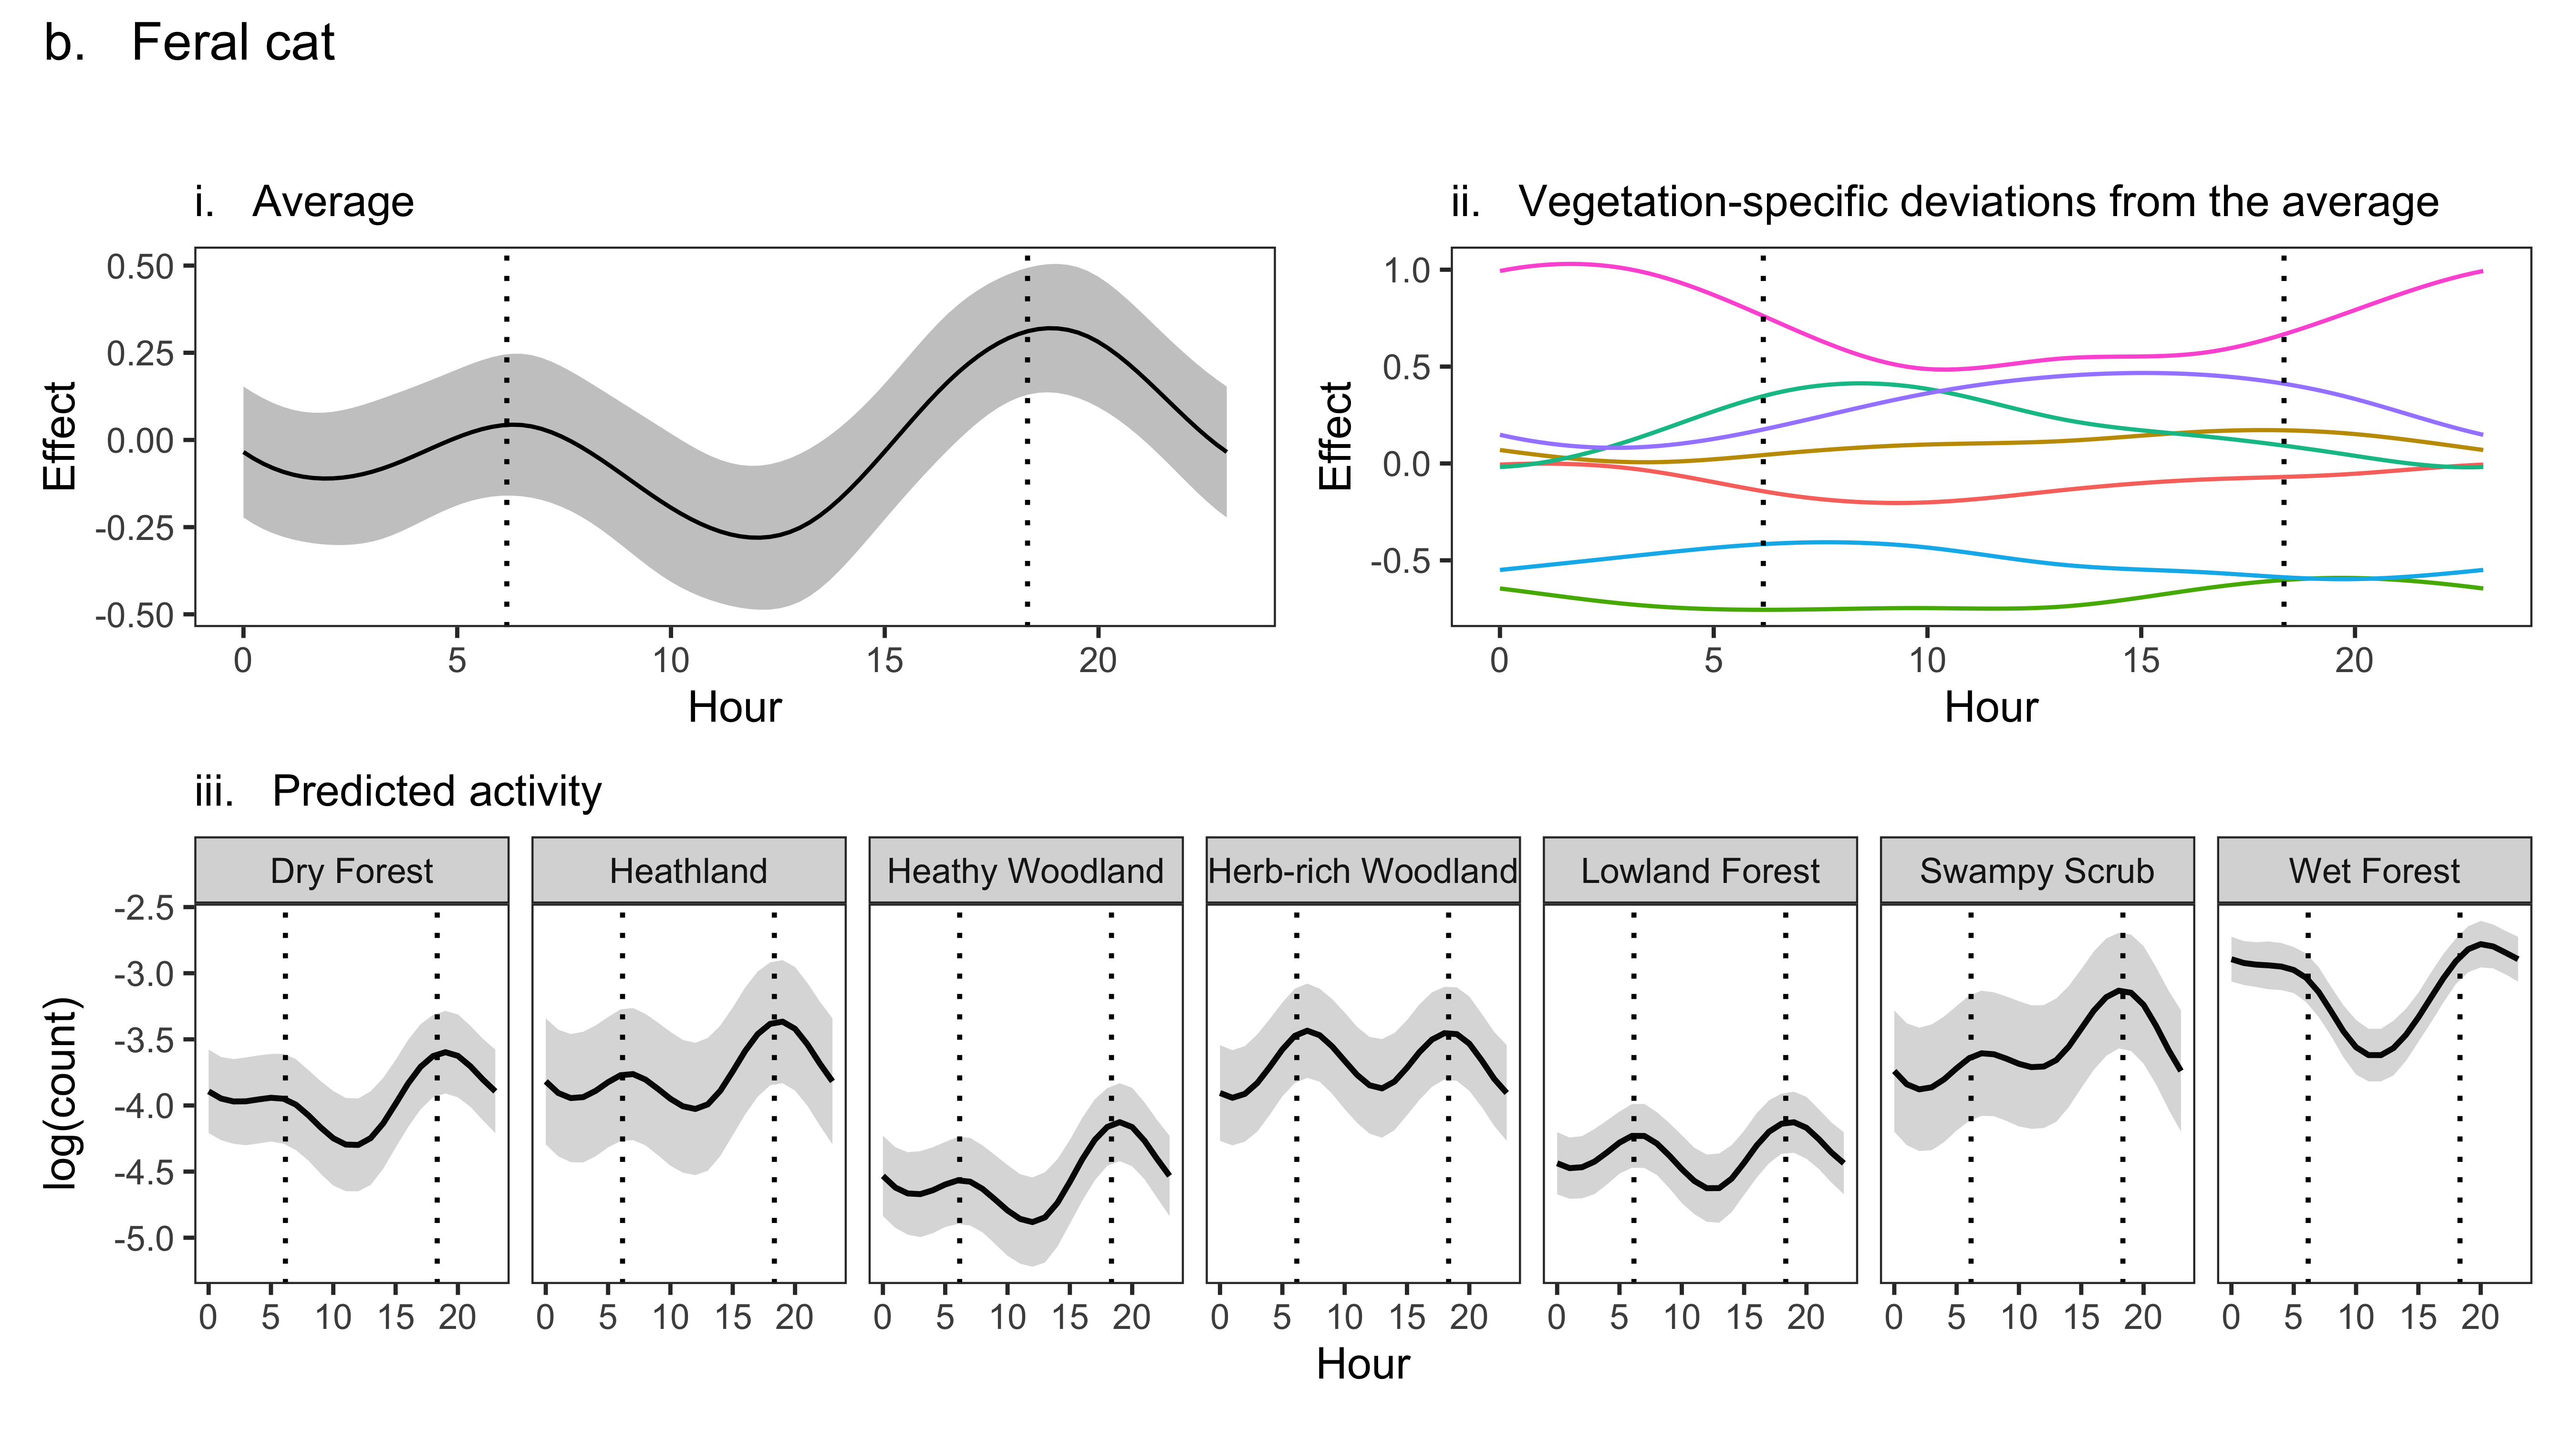 b. Feral cat
i. Average
ii. Vegetation-specific deviations from the average
0.50
0.25
0.00
-0.25
-0.50
Effect
0 5 10 15 20
Hour
1.0
0.5
0.0
-0.5
Effect
0 5 10 15 20
Hour
iii. Predicted activity
Dry Forest
Heathland
Heathy Woodland
Herb-rich Woodland
Lowland Forest
Swampy Scrub
Wet Forest
-2.5
-3.0
-3.5
-4.0
-4.5
-5.0
log(count)
0 5 10 15 20
0 5 10 15 20
0 5 10 15 20
0 5 10 15 20
0 5 10 15 20
0 5 10 15 20
0 5 10 15 20
Hour